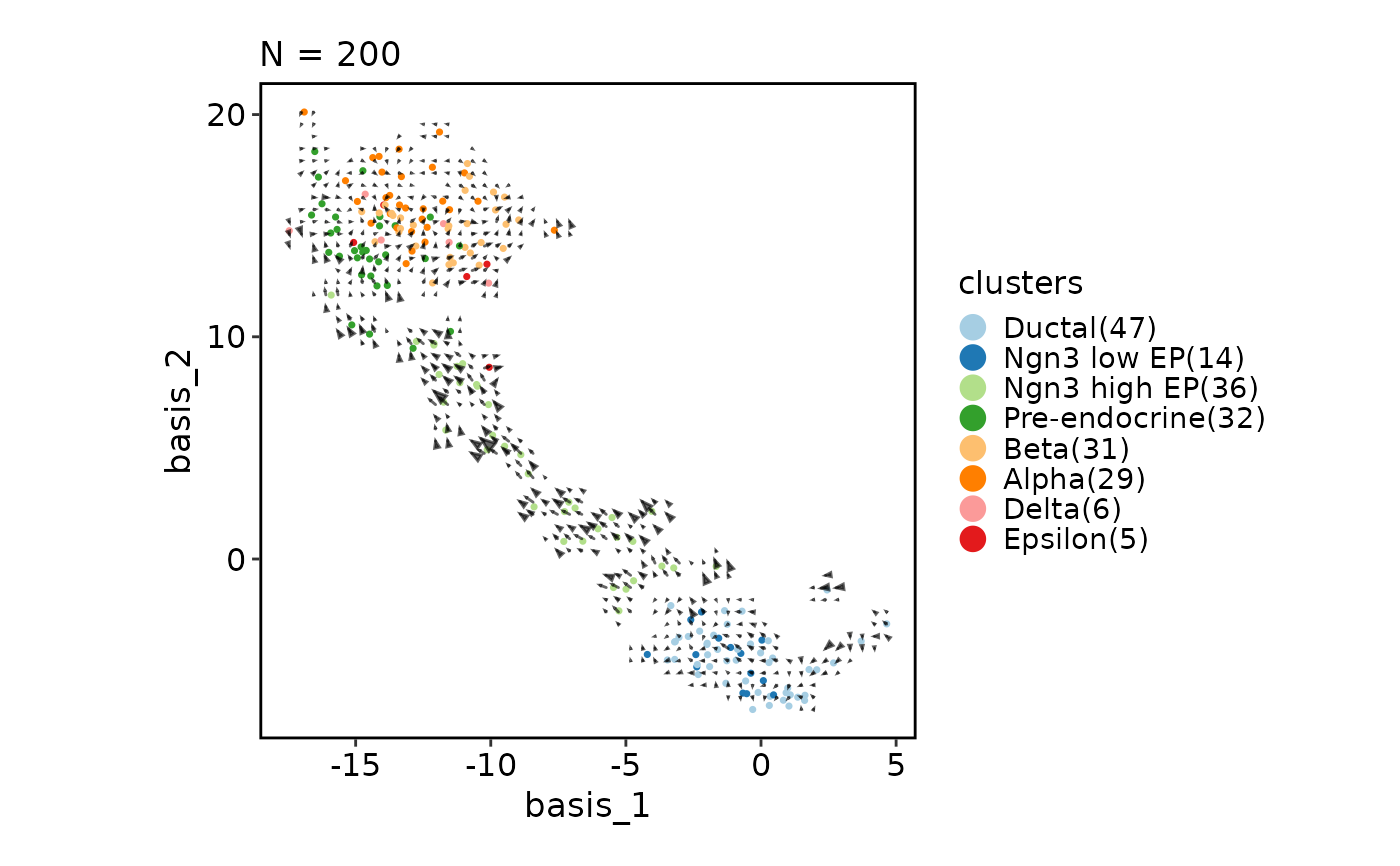 N = 200
20
10
0
basis_2
-15
-10
-5
0
5
basis_1
clusters
Ductal(47)
Ngn3 low EP(14)
Ngn3 high EP(36)
Pre-endocrine(32)
Beta(31)
Alpha(29)
Delta(6)
Epsilon(5)